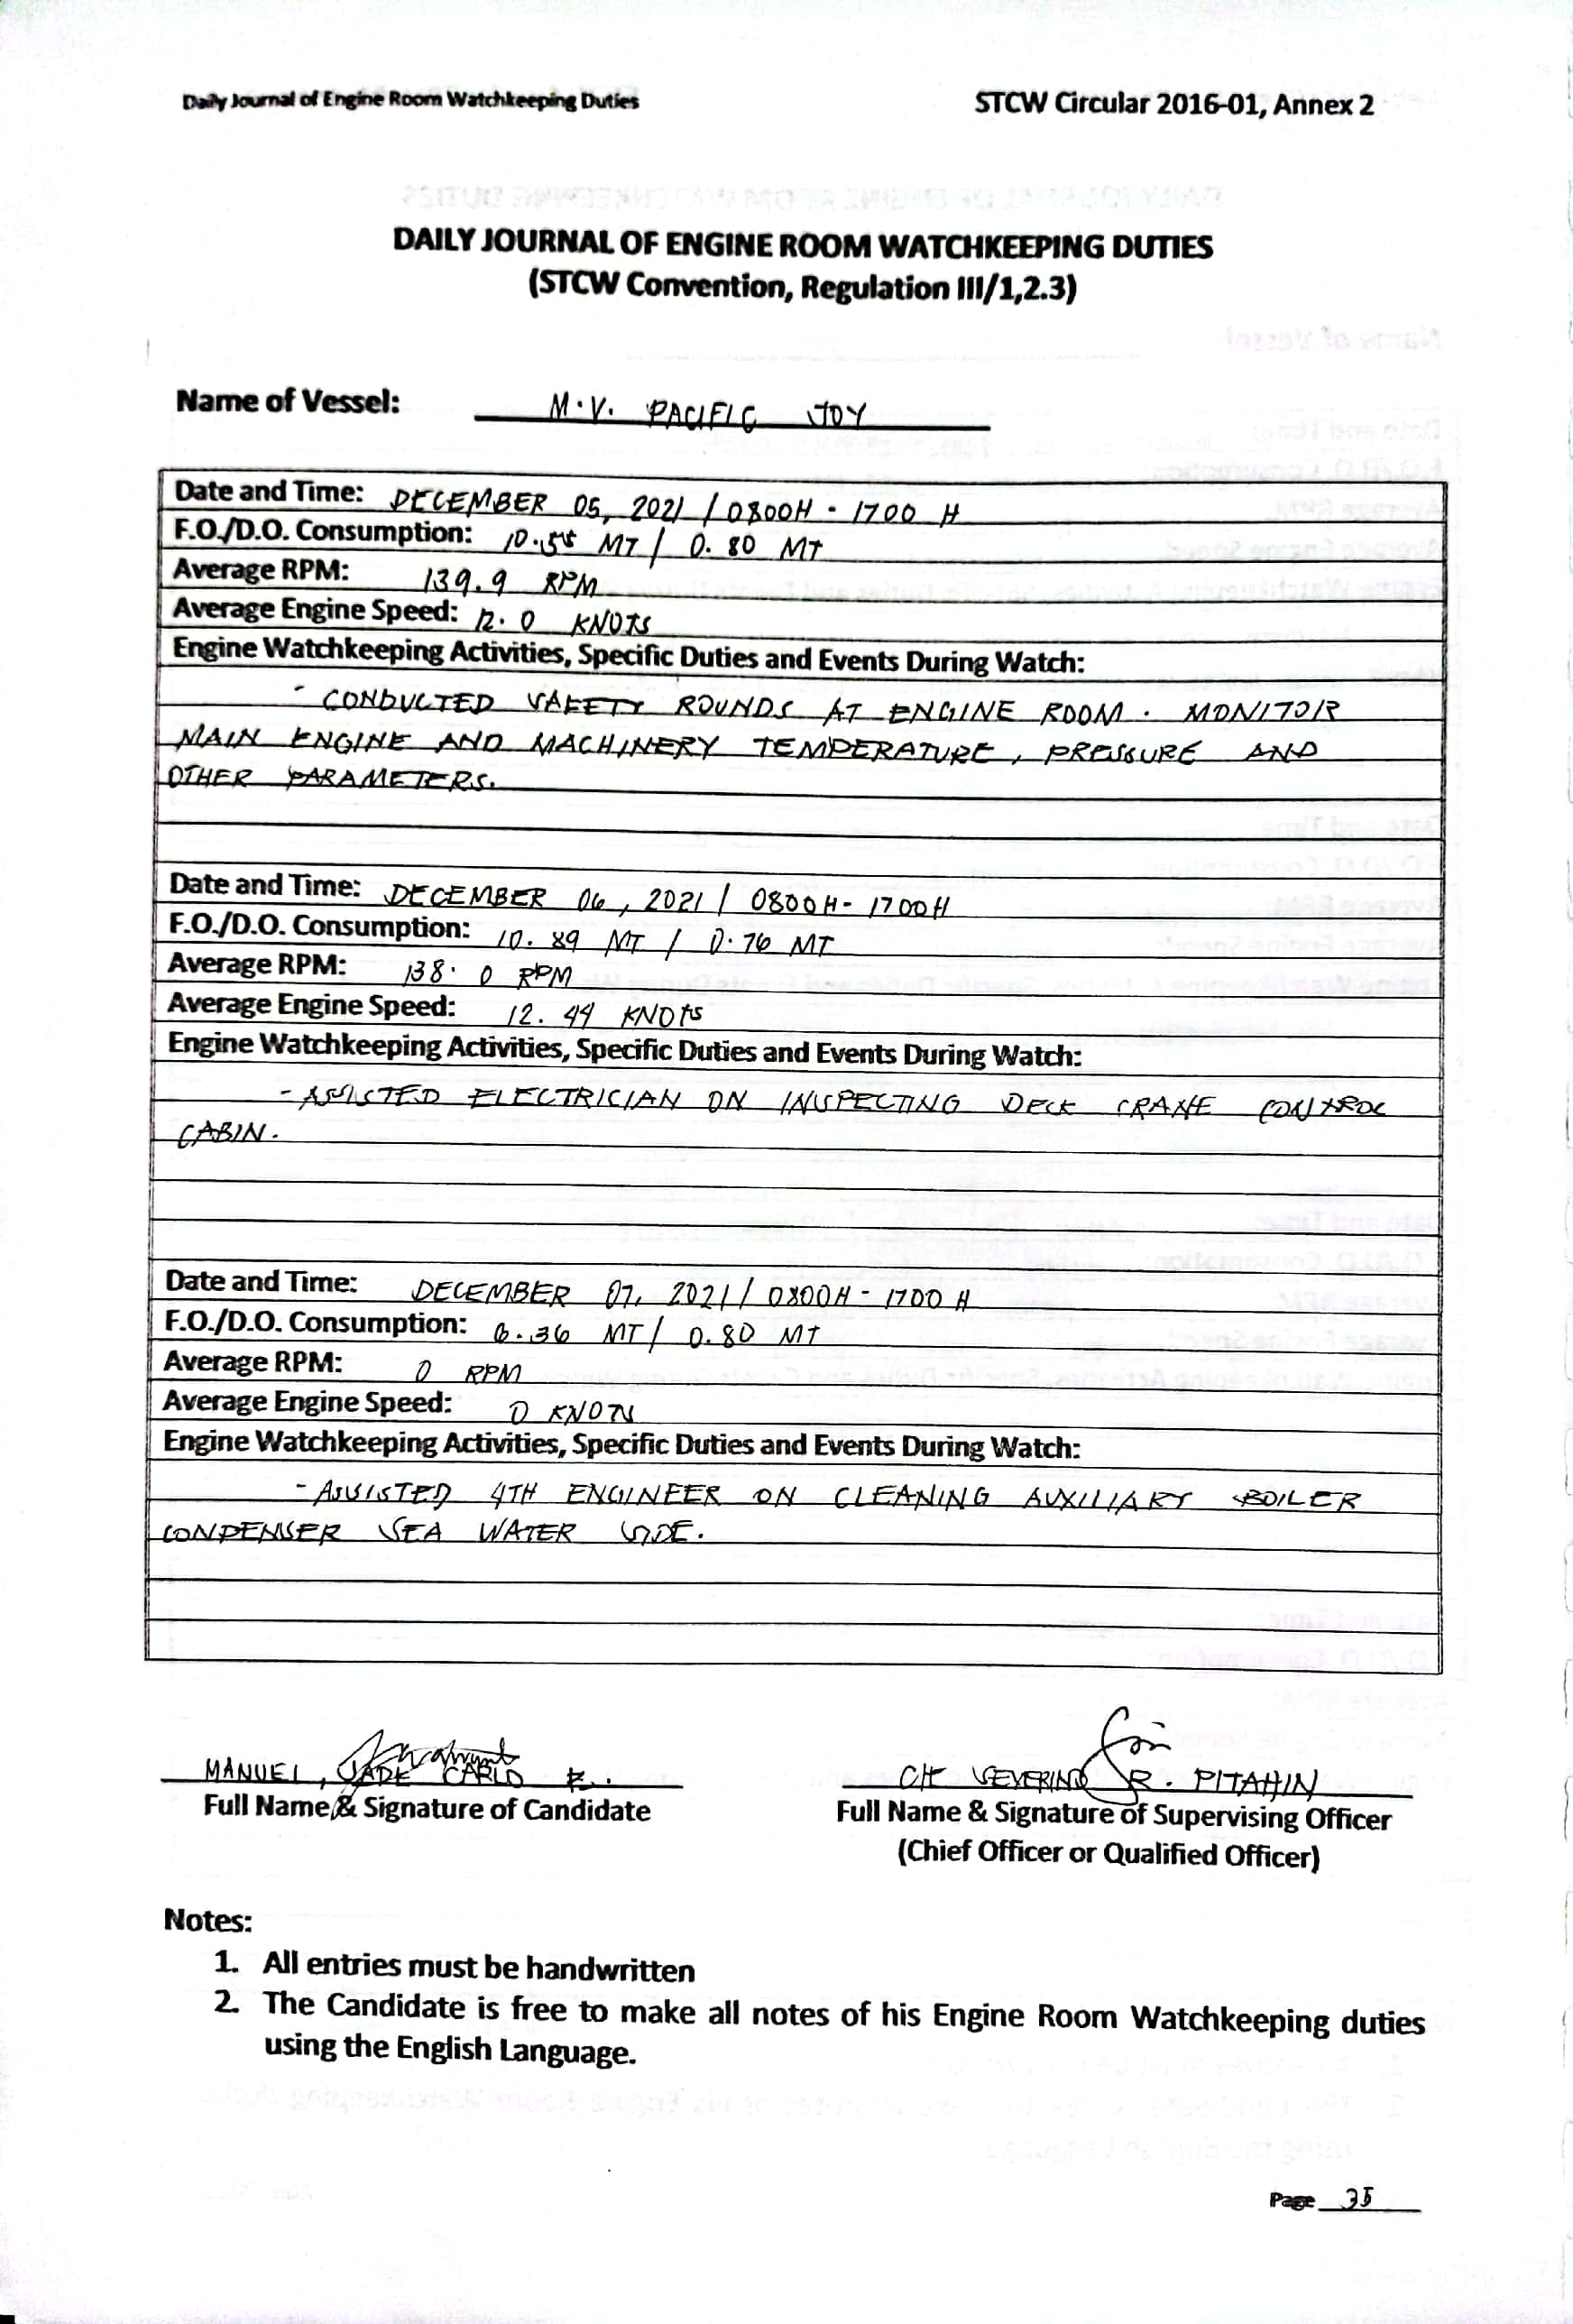 Daily Journal of Engine Room Watchkeeping Duties
STCW Circular 2016-01, Annex 2
DAILY JOURNAL OF ENGINE ROOM WATCHKEEPING DUTIES
(STCW Convention, Regulation III/1,2.3)
Name of Vessel: M.V. PACIFIC JOY
Date and Time: DECEMBER 05, 2021 / 0800H - 1700 H
F.O./D.O. Consumption: MT / 0.80 MT
Average RPM: 139.9 RPM
Average Engine Speed: 12.0 KNOTS
Engine Watchkeeping Activities, Specific Duties and Events During Watch:
- CONDUCTED SAFETY ROUNDS AT ENGINE ROOM. MONITOR
MAIN ENGINE AND MACHINERY TEMPERATURE, PRESSURE AND
OTHER PARAMETERS.
Date and Time: DECEMBER 06, 2021 / 0800H - 1700H
F.O./D.O. Consumption: 10.89 MT / 0.76 MT
Average RPM: 138.0 RPM
Average Engine Speed: 12.44 KNOTS
Engine Watchkeeping Activities, Specific Duties and Events During Watch:
- ASSISTED ELECTRICIAN ON INSPECTING DECK CRANE CONTROL
CABIN.
Date and Time: DECEMBER 07, 2021 / 0800H - 1700 H
F.O./D.O. Consumption: MT / 0.80 MT
Average RPM: 0 RPM
Average Engine Speed: 0 KNOTS
Engine Watchkeeping Activities, Specific Duties and Events During Watch:
- ASSISTED 4TH ENGINEER ON CLEANING AUXILIARY BOILER
CONDENSER SEA WATER SIDE.
MANUEL, JADE CARLO
Full Name & Signature of Candidate
SEVERINO R. PITAHIN
Full Name & Signature of Supervising Officer
(Chief Officer or Qualified Officer)
Notes:
1. All entries must be handwritten
2. The Candidate is free to make all notes of his Engine Room Watchkeeping duties
using the English Language.
Page 35